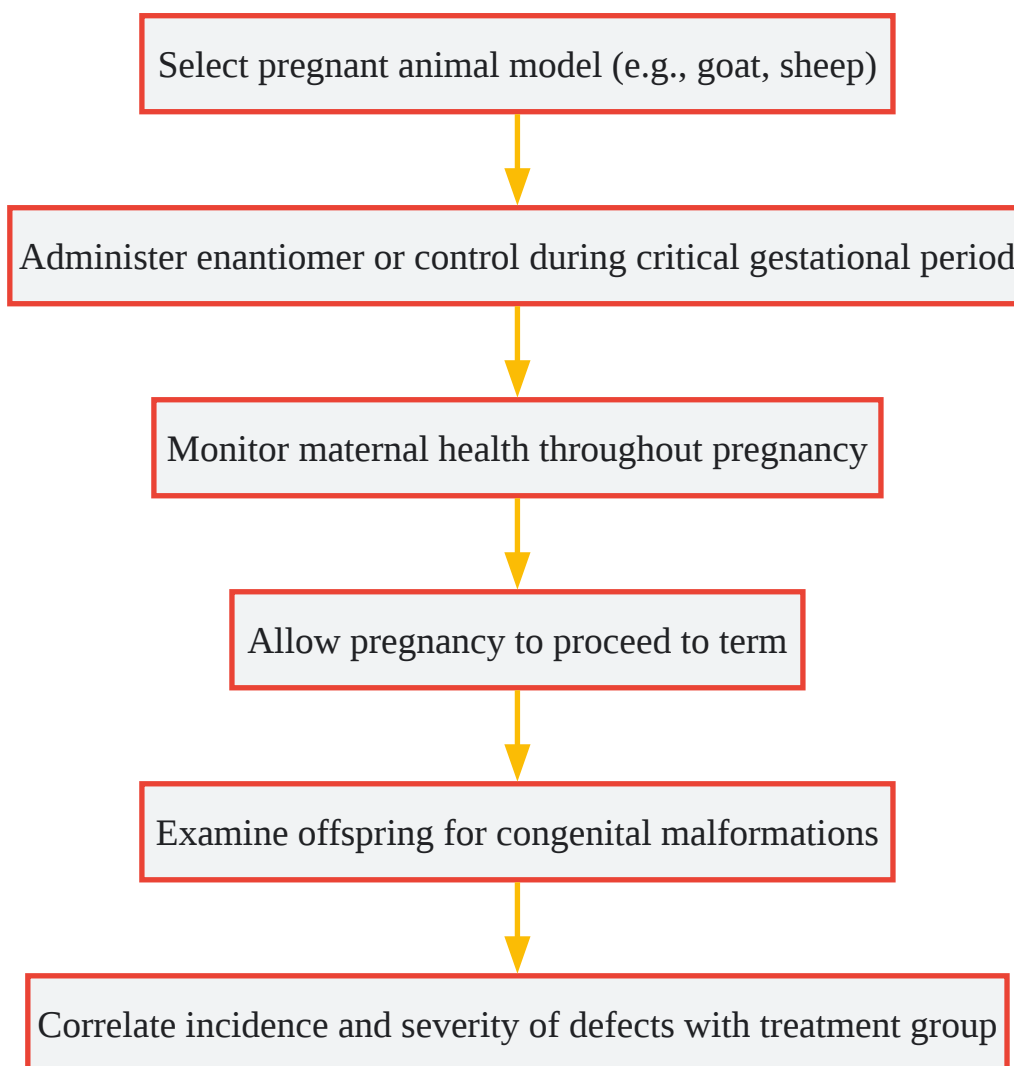 Select pregnant animal model (e.g., goat, sheep)
Administer enantiomer or control during critical gestational period
Monitor maternal health throughout pregnancy
Allow pregnancy to proceed to term
Examine offspring for congenital malformations
Correlate incidence and severity of defects with treatment group